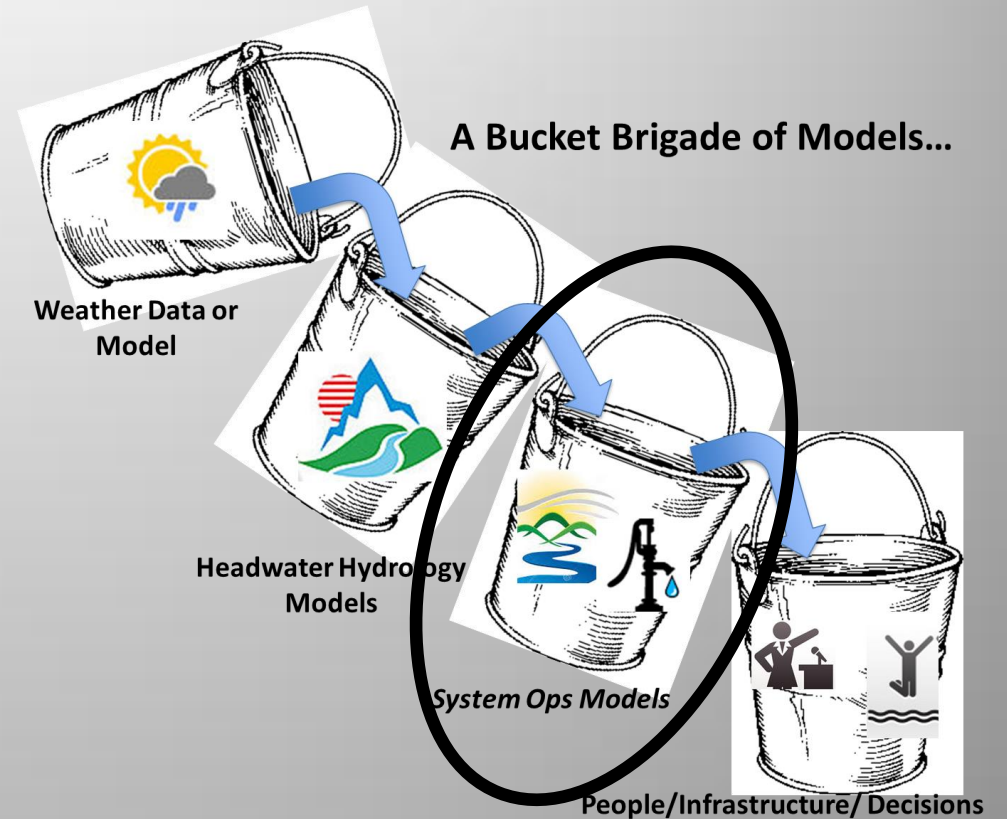 A Bucket Brigade of Models…
Weather Data or
Model
Headwater Hydrology
Models
System Ops Models
People/Infrastructure/ Decisions